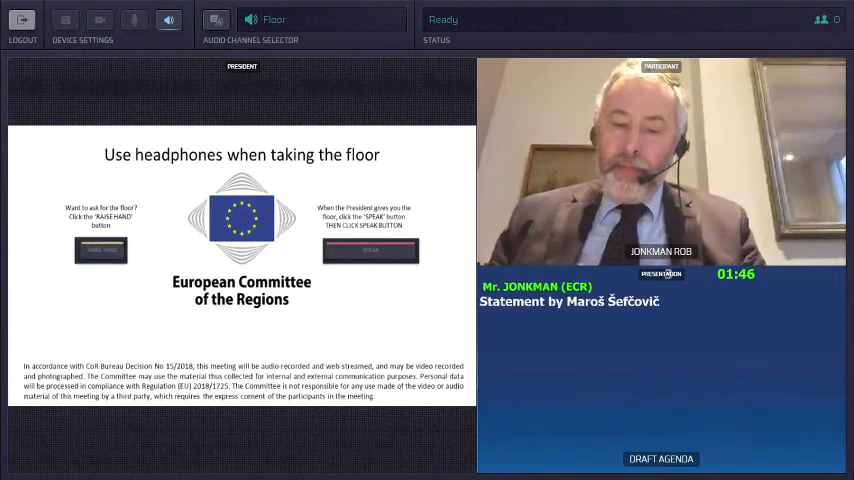 LOGOUT
DEVICE SETTINGS
Floor
AUDIO CHANNEL SELECTOR
Ready
0
STATUS
PRESIDENT
Use headphones when taking the floor
Want to ask for the floor?
Click the 'RAISE HAND'
button
RAISE HAND
When the President gives you the
floor, click the 'SPEAK' button
THEN CLICK SPEAK BUTTON
SPEAK
European Committee
of the Regions
In accordance with CoR Bureau Decision No 15/2018, this meeting will be audio-recorded and web-streamed, and may be video recorded
and photographed. The Committee may use the material thus collected for internal and external communication purposes. Personal data
will be processed in compliance with Regulation (EU) 2018/1725. The Committee is not responsible for any use made of the video or audio
material of this meeting by a third party, which requires the express consent of the participants in the meeting.
PARTICIPANT
JONKMAN ROB
PRESENTATION
01:46
Mr. JONKMAN (ECR)
Statement by Maroš Šefčovič
DRAFT AGENDA